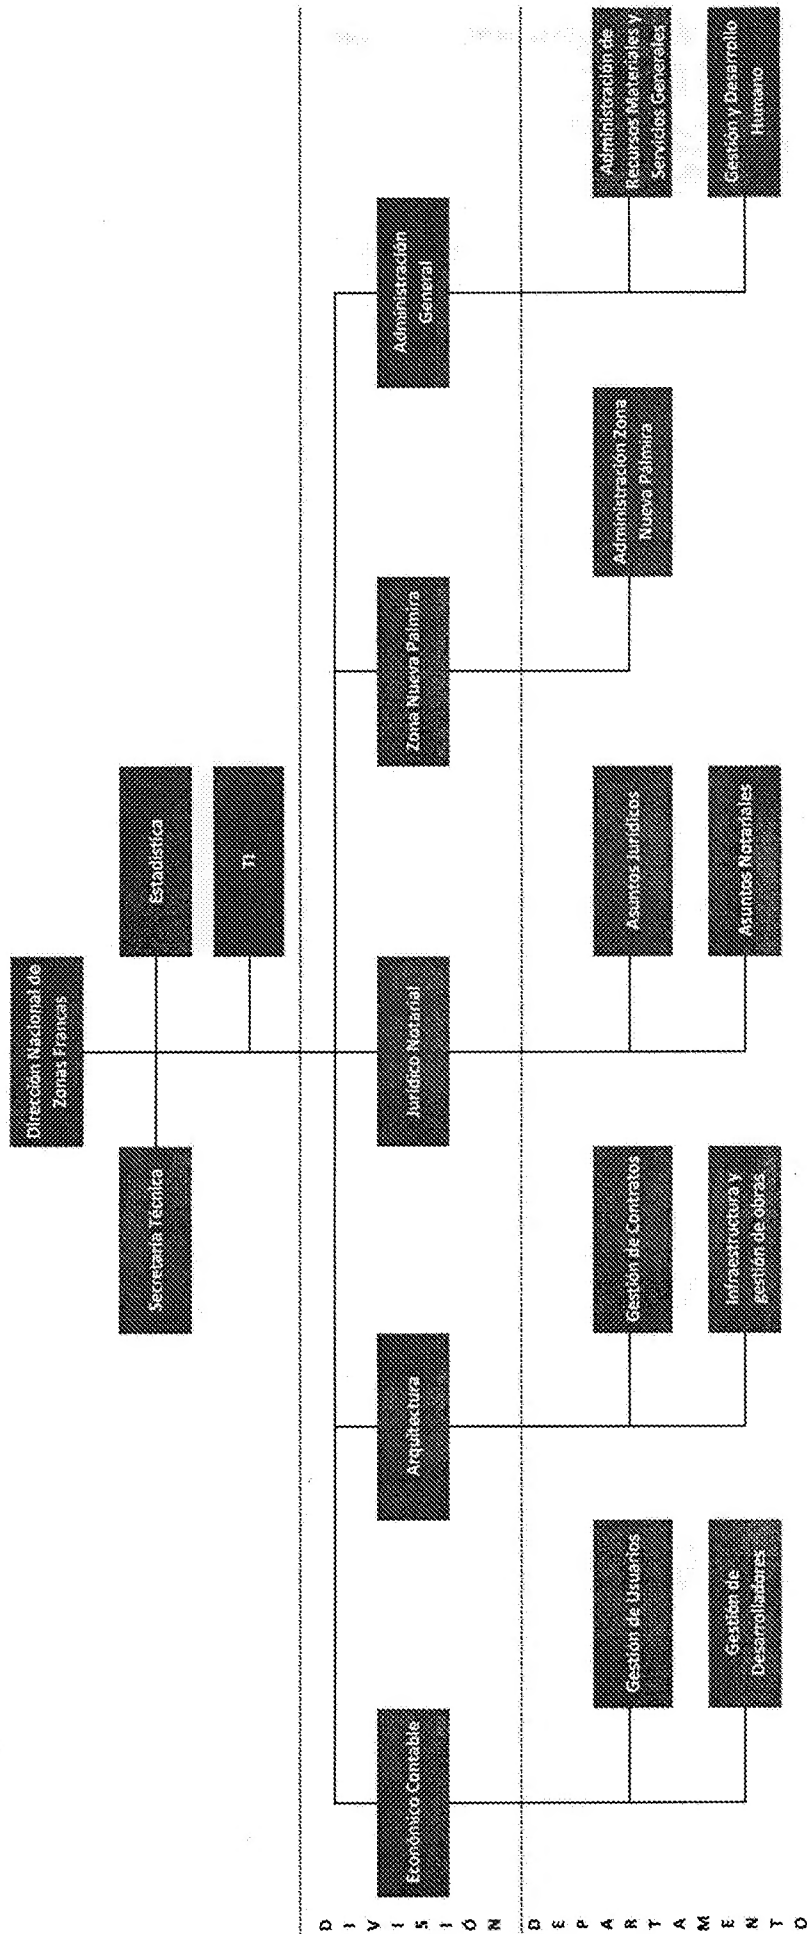 Dirección Nacional de
Zonas Francas
Secretaría Técnica
Estadística
TI
DIVISIÓN
Económico Contable
Arquitectura
Jurídico Notarial
Zona Nueva Palmira
Administración
General
DEPARTAMENTO
Gestión de Usuarios
Gestión de Contratos
Asuntos Jurídicos
Administración Zona
Nueva Palmira
Administración de
Recursos Materiales y
Servicios Generales
Gestión de
Desarrolladores
Infraestructura y
gestión de obras
Asuntos Notariales
Gestión y Desarrollo
Humano